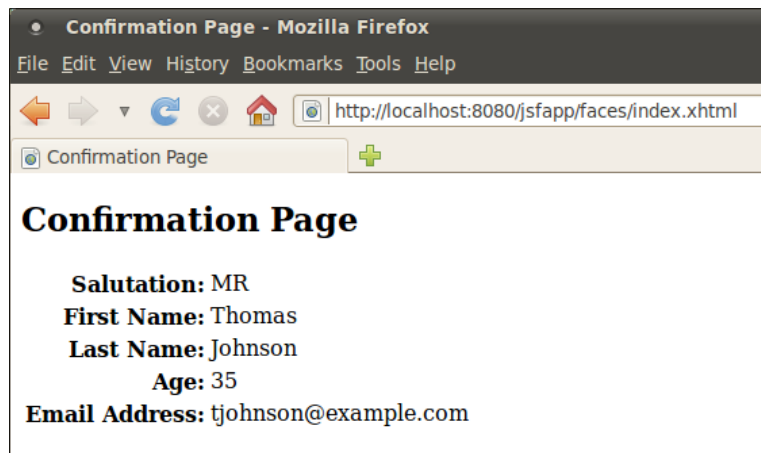 Confirmation Page - Mozilla Firefox
File Edit View History Bookmarks Tools Help
http://localhost:8080/jsfapp/faces/index.xhtml
Confirmation Page
Confirmation Page
Salutation: MR
First Name: Thomas
Last Name: Johnson
Age: 35
Email Address: tjohnson@example.com